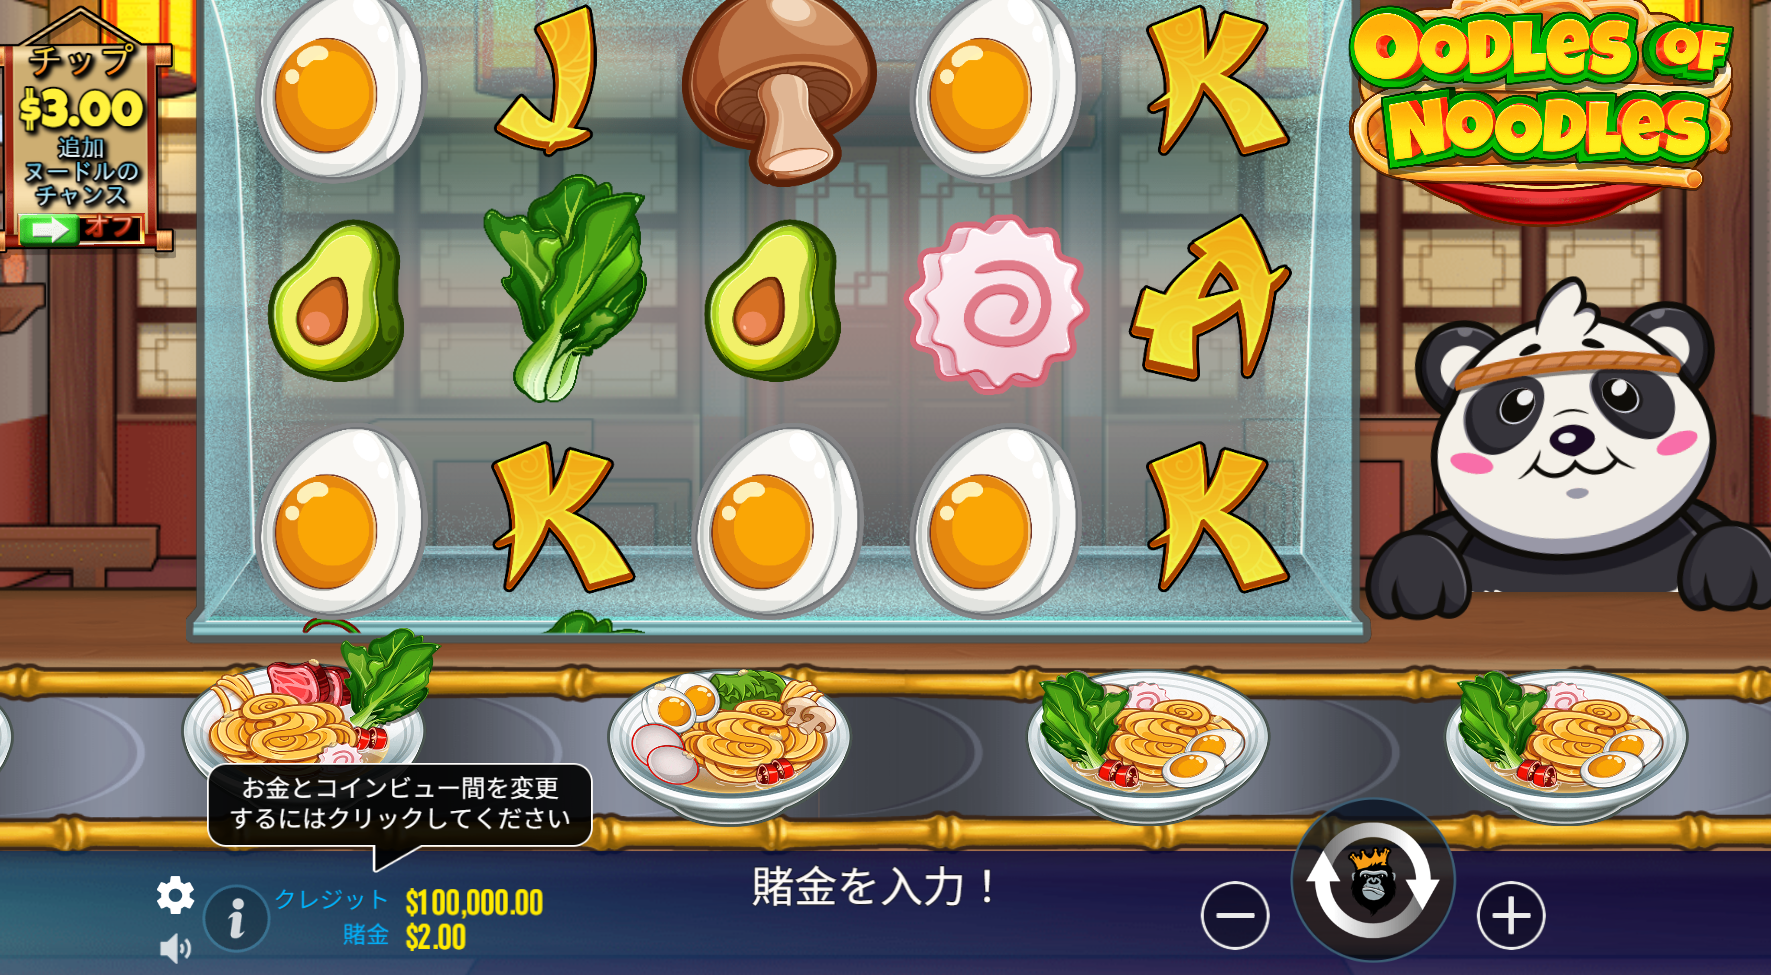 チップ
$3.00
追加
ヌードルの
チャンス
オフ
J
K
A
K
K
OODLES OF
NOODLES
お金とコインビュー間を変更
するにはクリックしてください
クレジット $100,000.00
賭金 $2.00
賭金を入力！